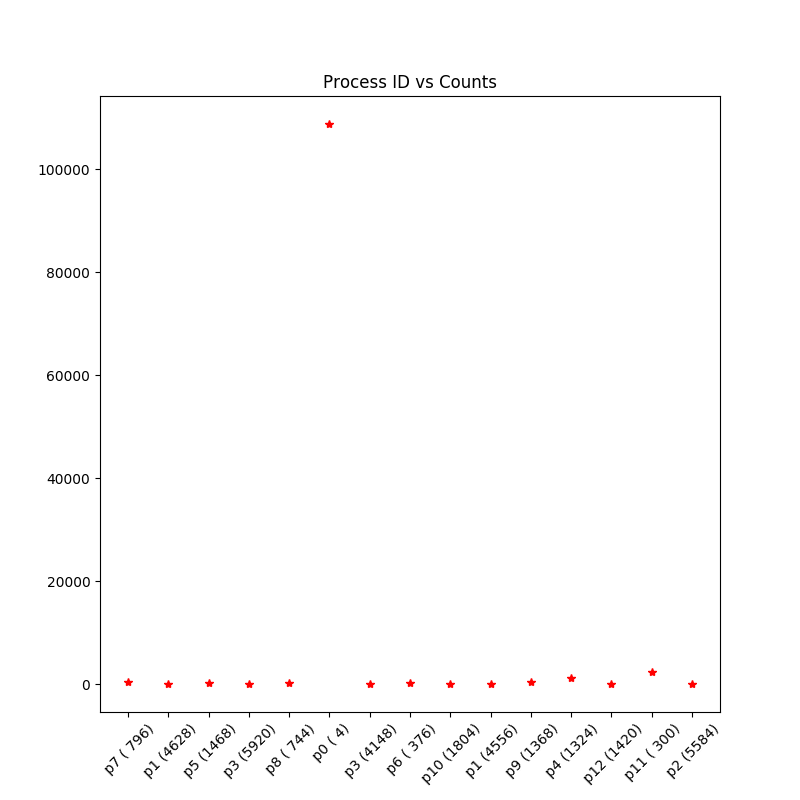 Process ID vs Counts
100000
80000
60000
40000
20000
0
p7 ( 796)
p1 (4628)
p5 (1468)
p3 (5920)
p8 ( 744)
p0 ( 4)
p3 (4148)
p6 ( 376)
p10 (1804)
p1 (4556)
p9 (1368)
p4 (1324)
p12 (1420)
p11 ( 300)
p2 (5584)